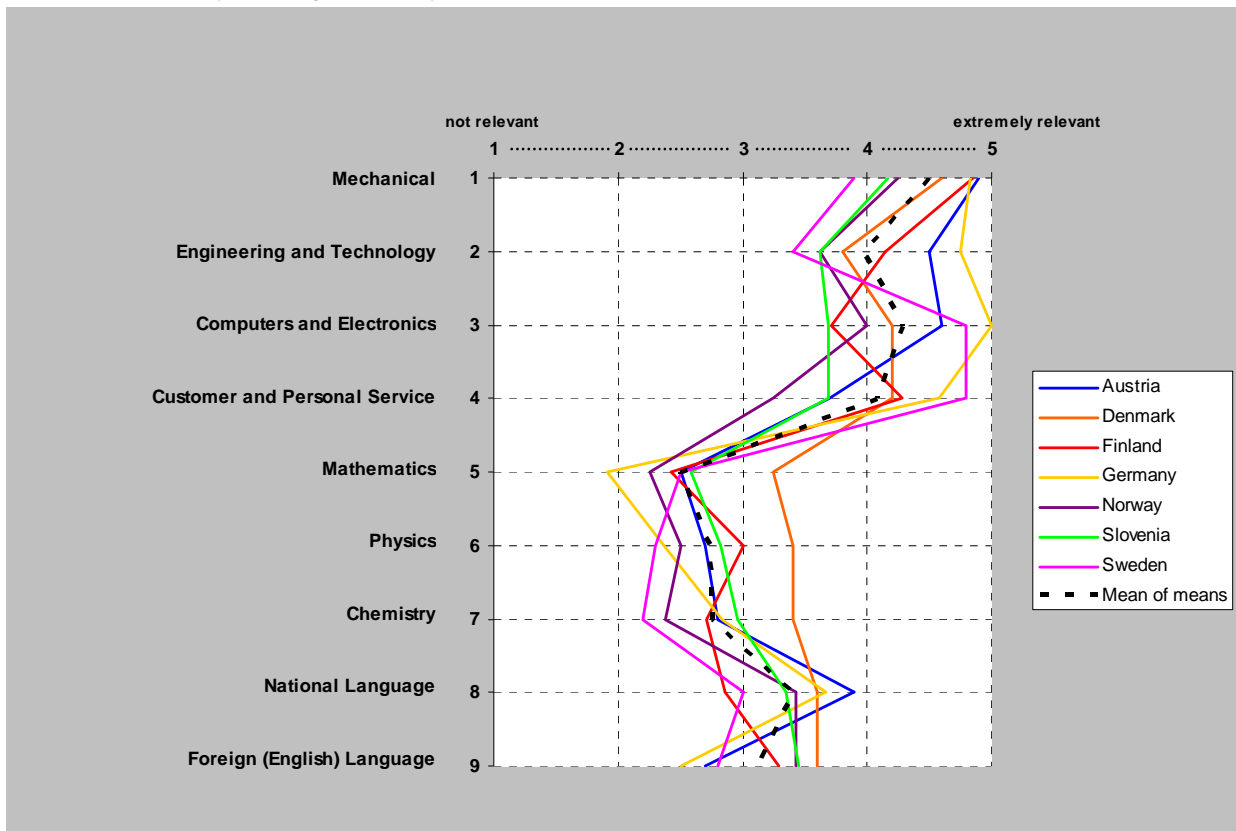 not relevant extremely relevant
1 2 3 4 5
Mechanical 1
Engineering and Technology 2
Computers and Electronics 3
Customer and Personal Service 4
Mathematics 5
Physics 6
Chemistry 7
National Language 8
Foreign (English) Language 9
Austria
Denmark
Finland
Germany
Norway
Slovenia
Sweden
Mean of means